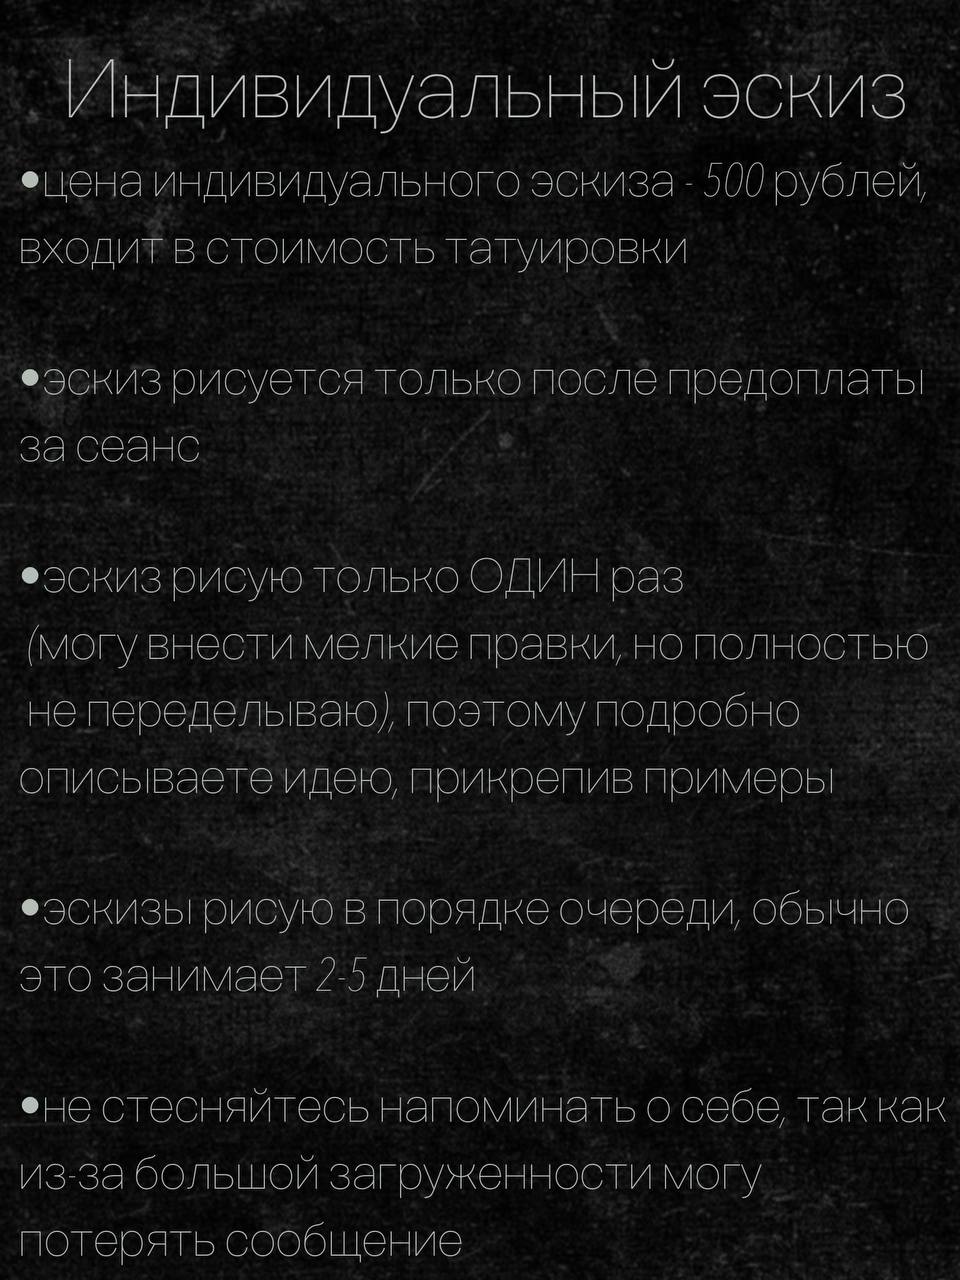 Индивидуальный эскиз
•цена индивидуального эскиза - 500 рублей,
входит в стоимость татуировки
•эскиз рисуется только после предоплаты
за сеанс
•эскиз рисую только ОДИН раз
(могу внести мелкие правки, но полностью
не переделываю), поэтому подробно
описываете идею, прикрепив примеры
•эскизы рисую в порядке очереди, обычно
это занимает 2-5 дней
•не стесняйтесь напоминать о себе, так как
из-за большой загруженности могу
потерять сообщение